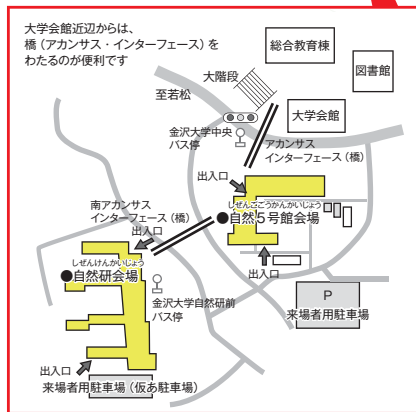 大学会館近辺からは、
橋（アカンサス・インターフェース）を
わたるのが便利です
総合教育棟
図書館
大階段
至若松
大学会館
金沢大学中央
バス停
アカンサス
インターフェース（橋）
出入口
しぜんごごうかんかいじょう
自然5号館会場
南アカンサス
インターフェース（橋）
出入口
しぜんけんかいじょう
自然研会場
出入口
金沢大学自然研前
バス停
P
来場者用駐車場
出入口
来場者用駐車場（仮あ駐車場）